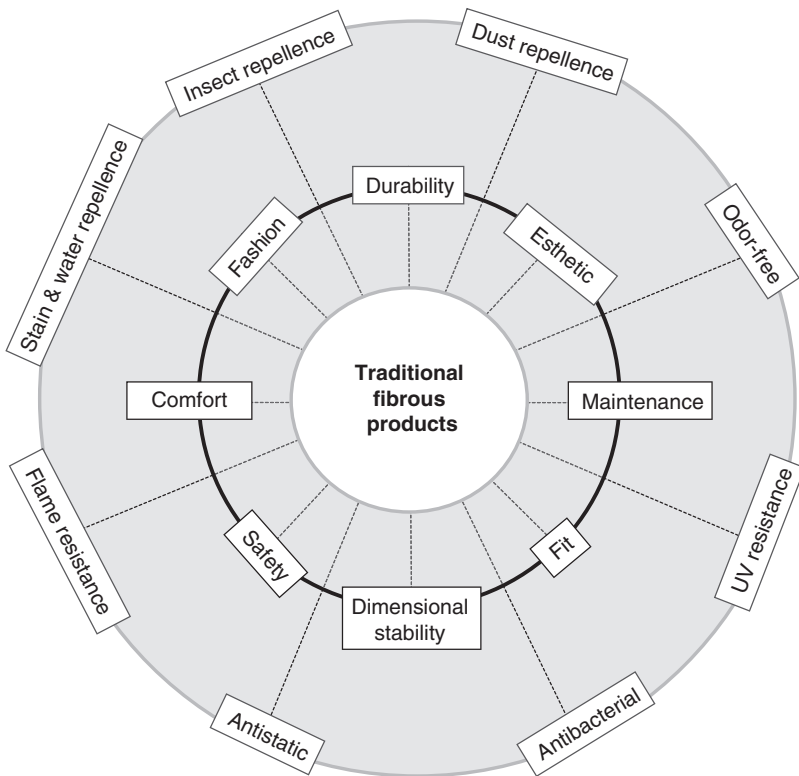 Insect repellence
Dust repellence
Stain & water repellence
Odor-free
Durability
Fashion
Esthetic
Traditional
fibrous
products
Comfort
Maintenance
Flame resistance
UV resistance
Safety
Fit
Dimensional
stability
Antistatic
Antibacterial